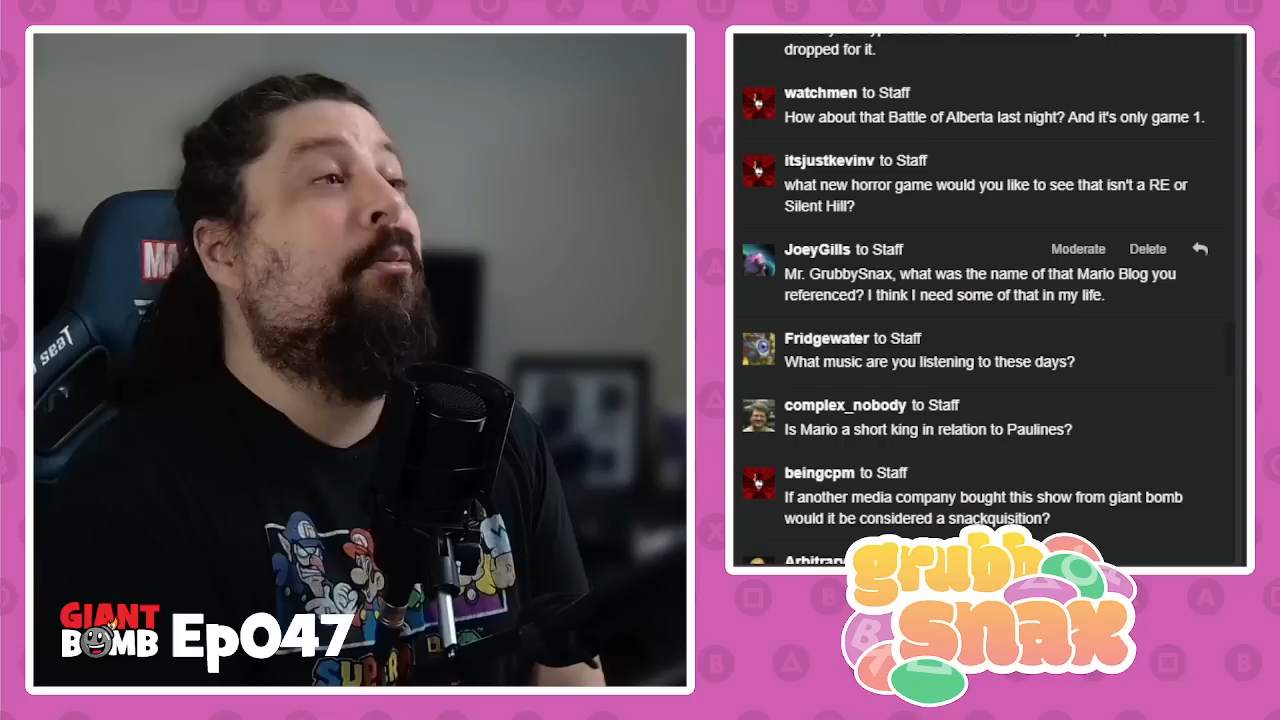 dropped for it.
watchmen to Staff
How about that Battle of Alberta last night? And it's only game 1.
itsjustkevinv to Staff
what new horror game would you like to see that isn't a RE or
Silent Hill?
JoeyGills to Staff
Moderate Delete
Mr. GrubbySnax, what was the name of that Mario Blog you
referenced? I think I need some of that in my life.
Fridgewater to Staff
What music are you listening to these days?
complex_nobody to Staff
Is Mario a short king in relation to Paulines?
beingcpm to Staff
If another media company bought this show from giant bomb
would it be considered a snackquisition?
MA
seaT
GIANT
BOMB
Ep047
SUPER
grubb
snax